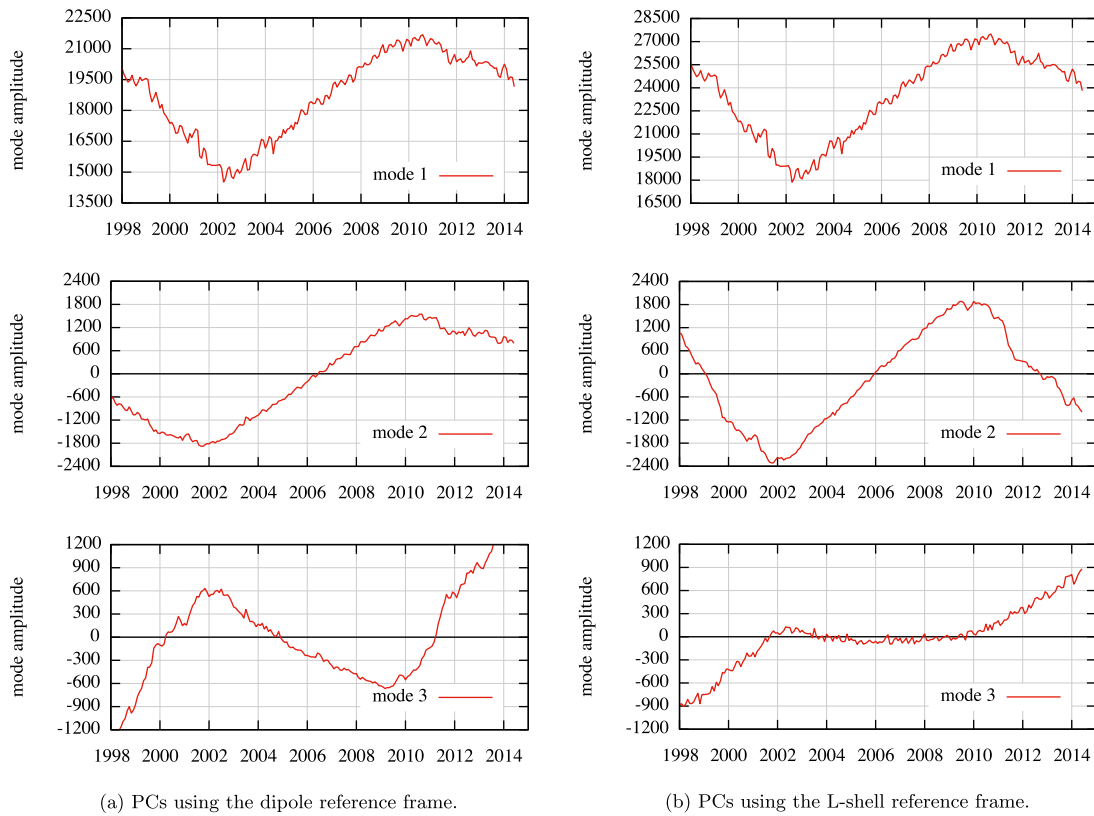 mode amplitude
22500
21000
19500
18000
16500
15000
13500
mode 1
1998 2000 2002 2004 2006 2008 2010 2012 2014
mode amplitude
28500
27000
25500
24000
22500
21000
19500
18000
16500
mode 1
1998 2000 2002 2004 2006 2008 2010 2012 2014
mode amplitude
2400
1800
1200
600
0
-600
-1200
-1800
-2400
mode 2
1998 2000 2002 2004 2006 2008 2010 2012 2014
mode amplitude
2400
1800
1200
600
0
-600
-1200
-1800
-2400
mode 2
1998 2000 2002 2004 2006 2008 2010 2012 2014
mode amplitude
1200
900
600
300
0
-300
-600
-900
-1200
mode 3
1998 2000 2002 2004 2006 2008 2010 2012 2014
mode amplitude
1200
900
600
300
0
-300
-600
-900
-1200
mode 3
1998 2000 2002 2004 2006 2008 2010 2012 2014
(a) PCs using the dipole reference frame.
(b) PCs using the L-shell reference frame.